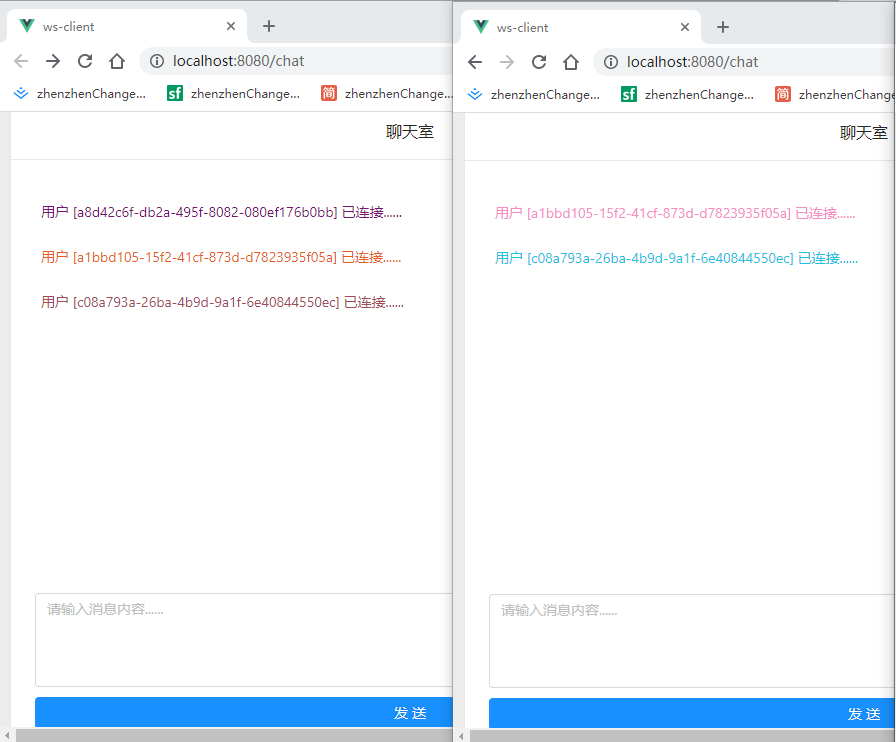 ws-client
localhost:8080/chat
zhenzhenChange...
sf zhenzhenChange...
简 zhenzhenChange...
聊天室
用户 [a8d42c6f-db2a-495f-8082-080ef176b0bb] 已连接......
用户 [a1bbd105-15f2-41cf-873d-d7823935f05a] 已连接......
用户 [c08a793a-26ba-4b9d-9a1f-6e40844550ec] 已连接......
请输入消息内容......
发 送
ws-client
localhost:8080/chat
zhenzhenChange...
sf zhenzhenChange...
简 zhenzhenChange
聊天室
用户 [a1bbd105-15f2-41cf-873d-d7823935f05a] 已连接......
用户 [c08a793a-26ba-4b9d-9a1f-6e40844550ec] 已连接......
请输入消息内容......
发 送